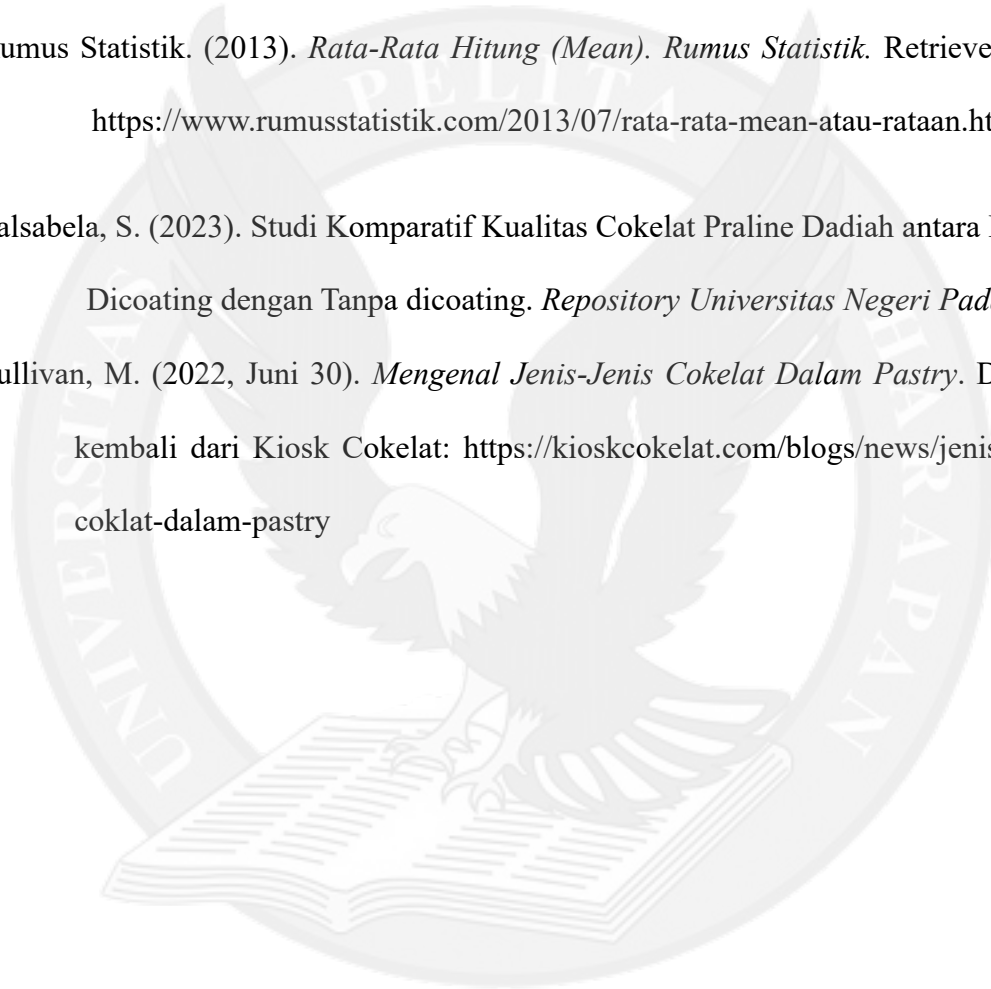 umus Statistik. (2013). Rata-Rata Hitung (Mean). Rumus Statistik. Retrieve
https://www.rumusstatistik.com/2013/07/rata-rata-mean-atau-rataan.ht
alsabela, S. (2023). Studi Komparatif Kualitas Cokelat Praline Dadiah antara
Dicoating dengan Tanpa dicoating. Repository Universitas Negeri Pad
ullivan, M. (2022, Juni 30). Mengenal Jenis-Jenis Cokelat Dalam Pastry. D
kembali dari Kiosk Cokelat: https://kioskcokelat.com/blogs/news/jenis
coklat-dalam-pastry
UNIVERSITAS PELITA HARAPAN